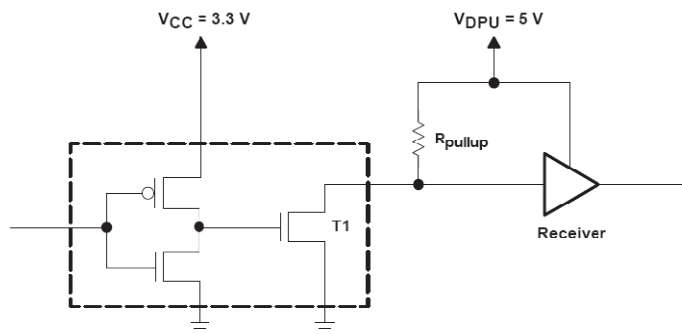 VCC = 3.3 V
VDPU = 5 V
Rpullup
T1
Receiver